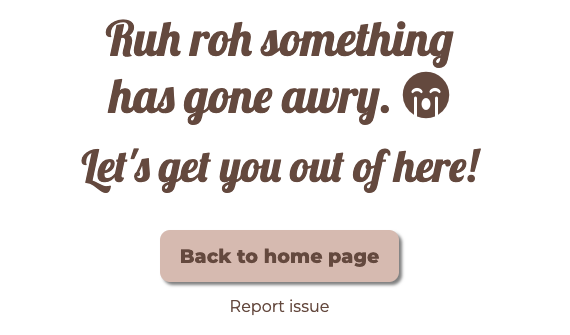 Ruh roh something
has gone awry. 😭
Let's get you out of here!
Back to home page
Report issue